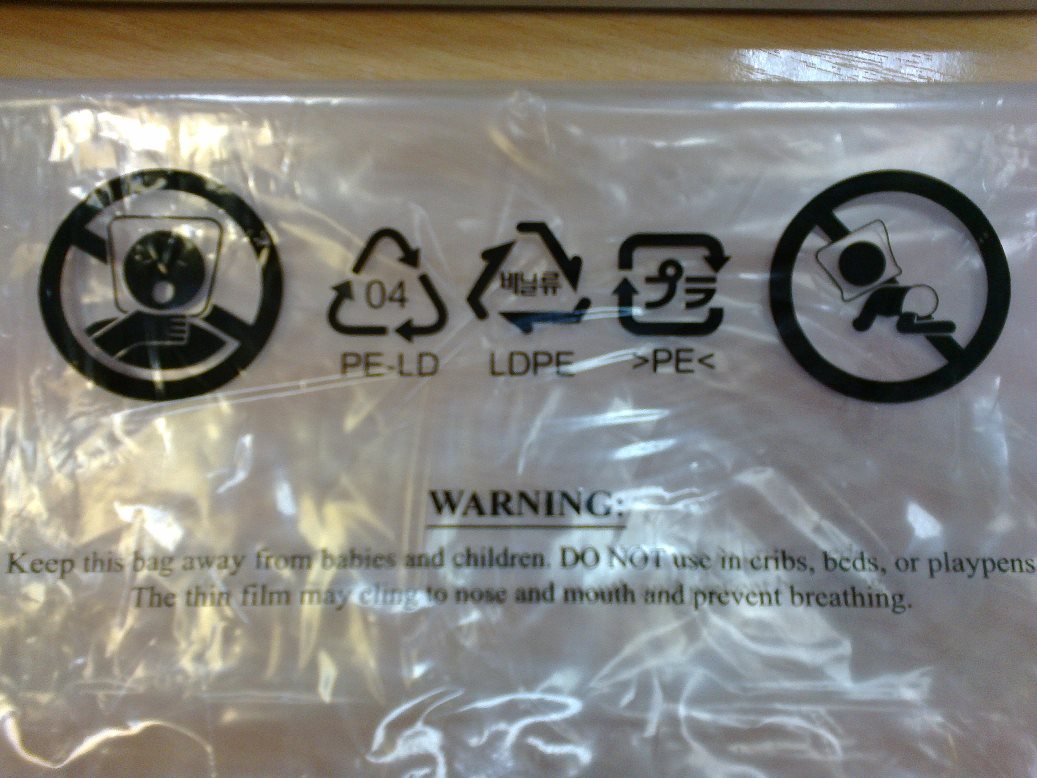 04
비닐류
プラ
PE-LD
LDPE
>PE<
WARNING:
Keep this bag away from babies and children. DO NOT use in cribs, beds, or playpens
The thin film may cling to nose and mouth and prevent breathing.